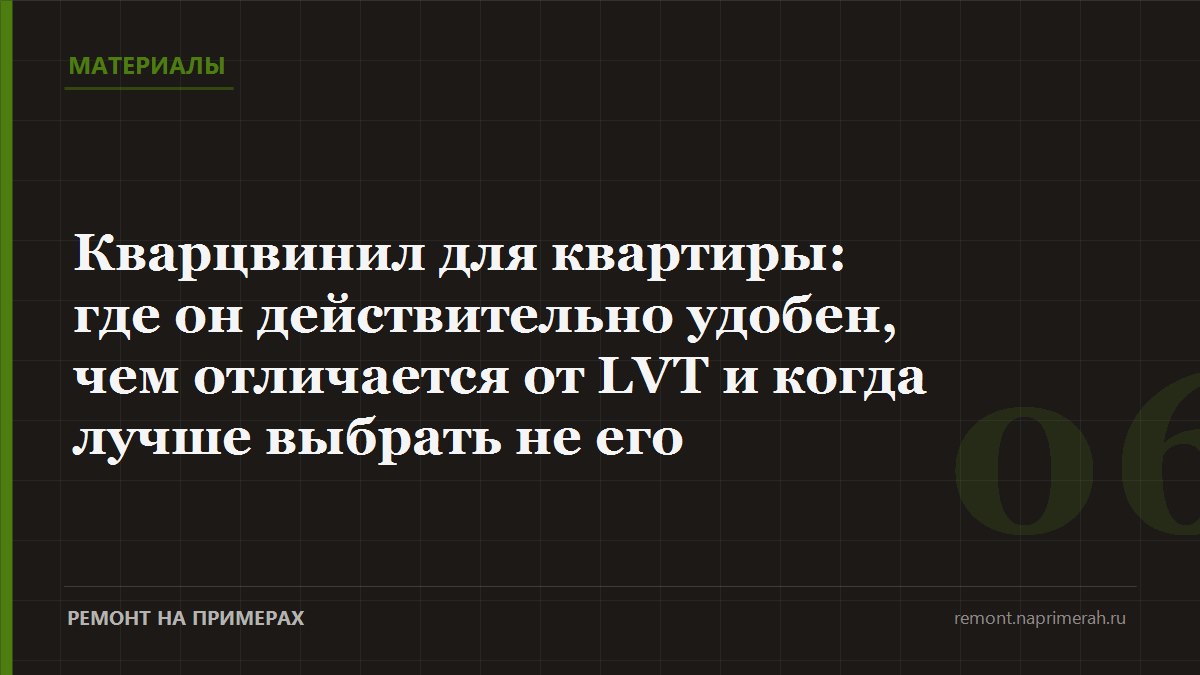 МАТЕРИАЛЫ
Кварцвинил для квартиры:
где он действительно удобен,
чем отличается от LVT и когда
лучше выбрать не его
06
РЕМОНТ НА ПРИМЕРАХ
remont.naprimerah.ru